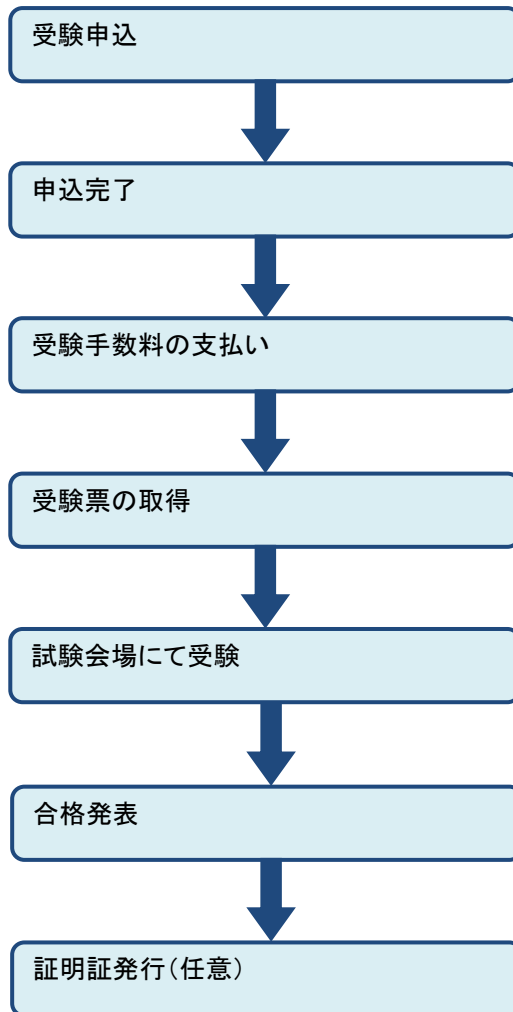 受験申込
申込完了
受験手数料の支払い
受験票の取得
試験会場にて受験
合格発表
証明証発行（任意）